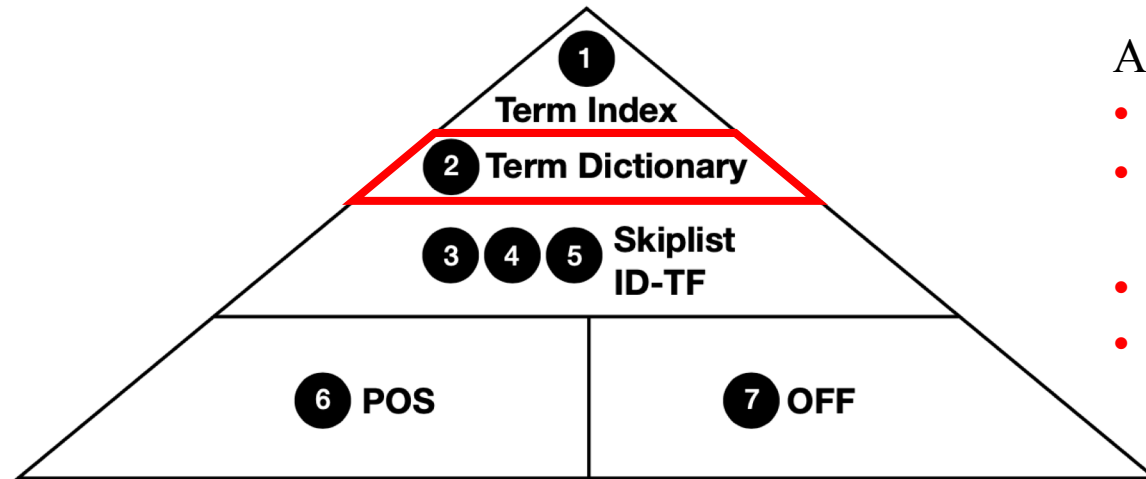 1
Term Index
2 Term Dictionary
3 4 5 Skiplist
ID-TF
6 POS
7 OFF
A